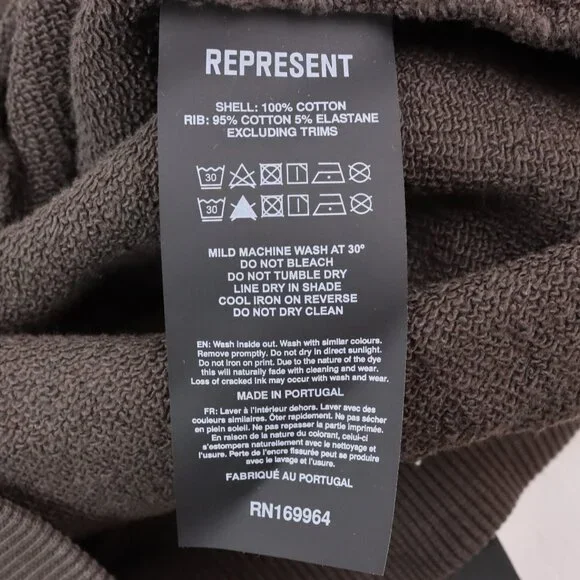 REPRESENT
SHELL: 100% COTTON
RIB: 95% COTTON 5% ELASTANE
EXCLUDING TRIMS
30
30
MILD MACHINE WASH AT 30º
DO NOT BLEACH
DO NOT TUMBLE DRY
LINE DRY IN SHADE
COOL IRON ON REVERSE
DO NOT DRY CLEAN
EN: Wash inside out. Wash with similar colours.
Remove promptly. Do not dry in direct sunlight.
Do not iron on print. Due to the nature of the dye
this will naturally fade with cleaning and wear.
Loss of cracked ink may occur with wash and wear.
MADE IN PORTUGAL
FR: Laver à l'intérieur dehors. Laver avec des
couleurs similaires. Ôter rapidement. Ne pas sécher
en plein soleil. Ne pas repasser la partie imprimée.
En raison de la nature du colorant, celui-ci
s'estompera naturellement avec le nettoyage et
l'usure. Perte de l'encre fissurée peut se produire
avec le lavage et l'usure.
FABRIQUÉ AU PORTUGAL
RN169964